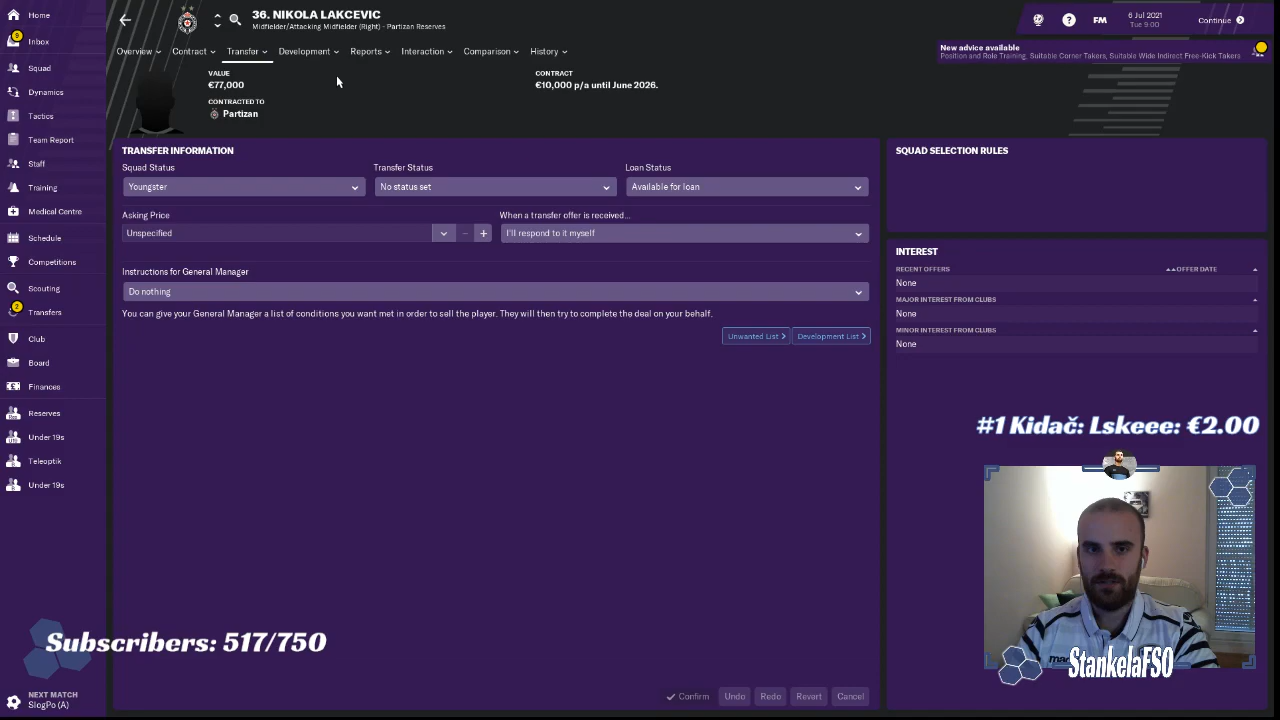 36. NIKOLA LAKCEVIC
Midfielder/Attacking Midfielder (Right) - Partizan Reserves
FM
6 Jul 2021
Tue 9:00
Continue
New advice available
Position and Role Training, Suitable Corner Takers, Suitable Wide Indirect Free-Kick Takers
Overview
Contract
Transfer
Development
Reports
Interaction
Comparison
History
Home
9
Inbox
Squad
Dynamics
Tactics
Team Report
Staff
Training
Medical Centre
Schedule
Competitions
Scouting
2
Transfers
Club
Board
Finances
Reserves
Under 19s
Teleoptik
Under 19s
NEXT MATCH
SlogPo (A)
VALUE
€77,000
CONTRACTED TO
Partizan
CONTRACT
€10,000 p/a until June 2026.
TRANSFER INFORMATION
Squad Status
Transfer Status
Loan Status
Youngster
No status set
Available for loan
Asking Price
When a transfer offer is received...
Unspecified
I'll respond to it myself
Instructions for General Manager
Do nothing
You can give your General Manager a list of conditions you want met in order to sell the player. They will then try to complete the deal on your behalf.
Unwanted List
Development List
Confirm
Undo
Redo
Revert
Cancel
SQUAD SELECTION RULES
INTEREST
RECENT OFFERS
OFFER DATE
None
MAJOR INTEREST FROM CLUBS
None
MINOR INTEREST FROM CLUBS
None
#1 Kidač: Lskeee: €2.00
StankelaFSO
Subscribers: 517/750